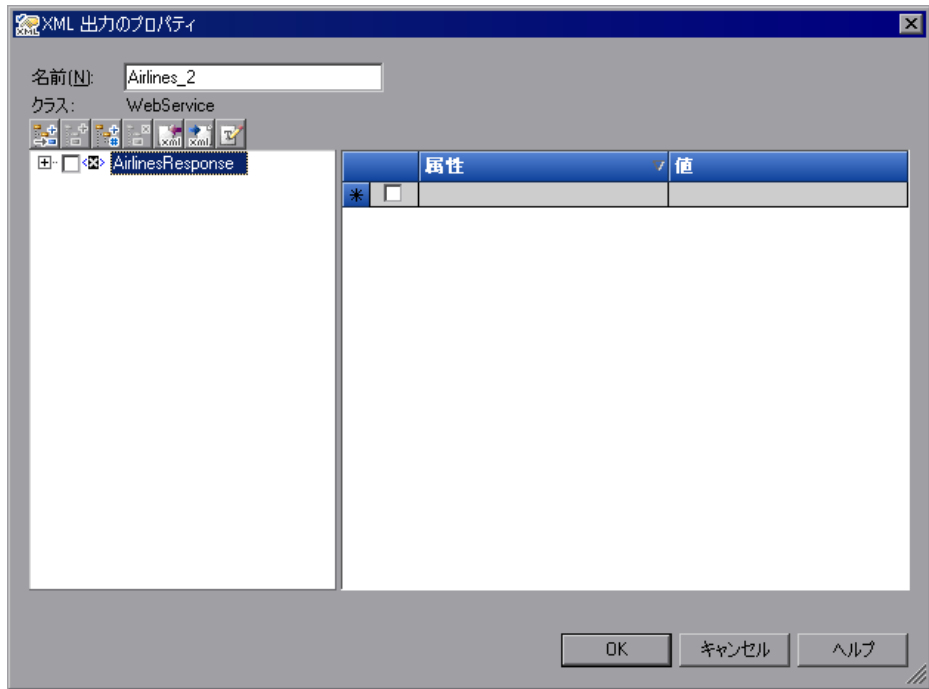 XML 出力のプロパティ
名前(N): Airlines_2
クラス: WebService
AirlinesResponse
属性 値
OK キャンセル ヘルプ